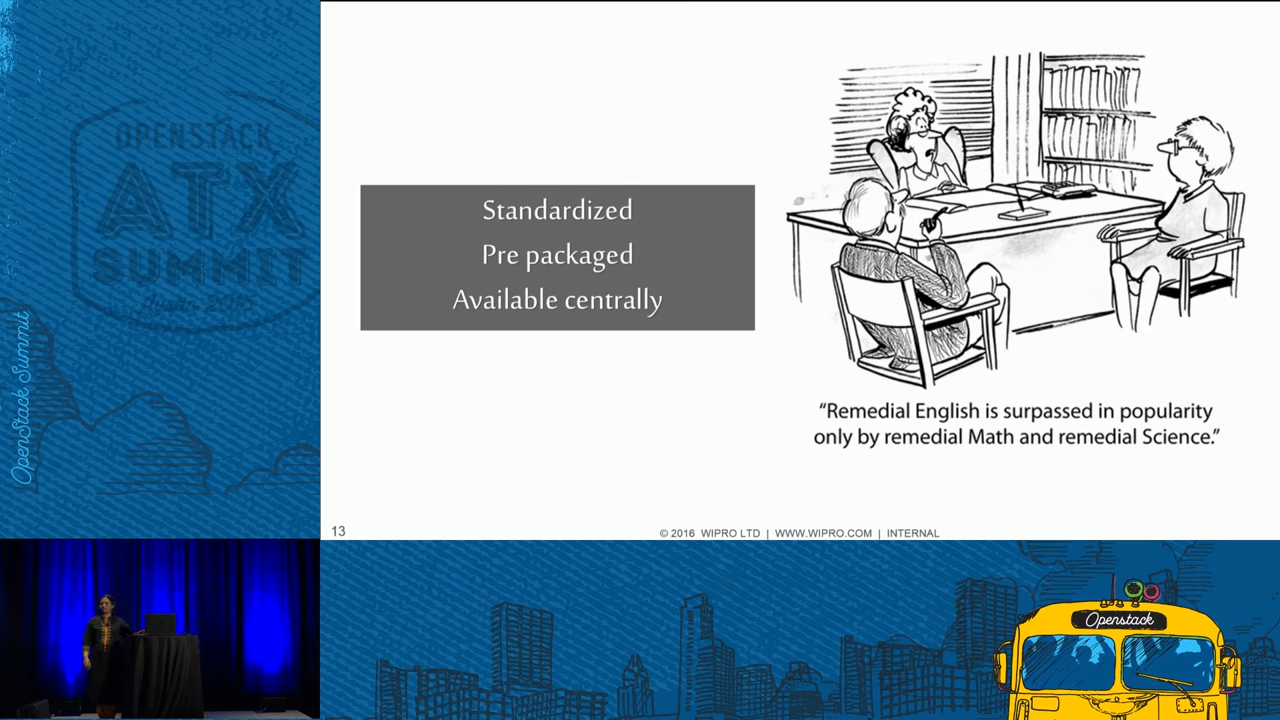 OPENSTACK
ATX
SUMMIT
OpenStack Summit
Standardized
Pre packaged
Available centrally
“Remedial English is surpassed in popularity
only by remedial Math and remedial Science.”
13
© 2016 WIPRO LTD | WWW.WIPRO.COM | INTERNAL
Openstack